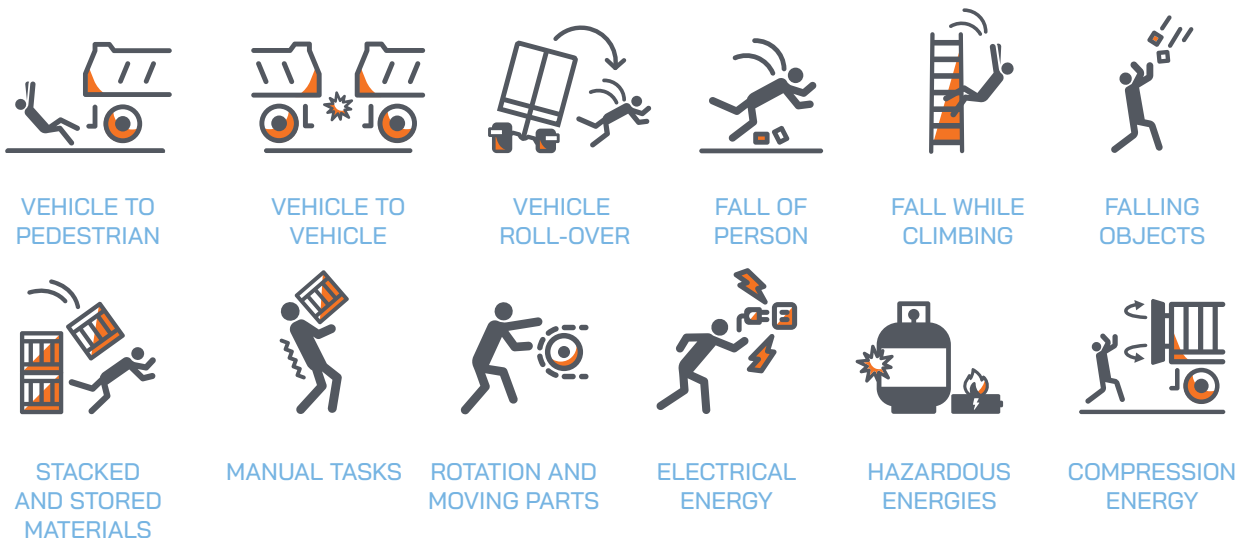 VEHICLE TO
PEDESTRIAN
VEHICLE TO
VEHICLE
VEHICLE
ROLL-OVER
FALL OF
PERSON
FALL WHILE
CLIMBING
FALLING
OBJECTS
STACKED
AND STORED
MATERIALS
MANUAL TASKS
ROTATION AND
MOVING PARTS
ELECTRICAL
ENERGY
HAZARDOUS
ENERGIES
COMPRESSION
ENERGY